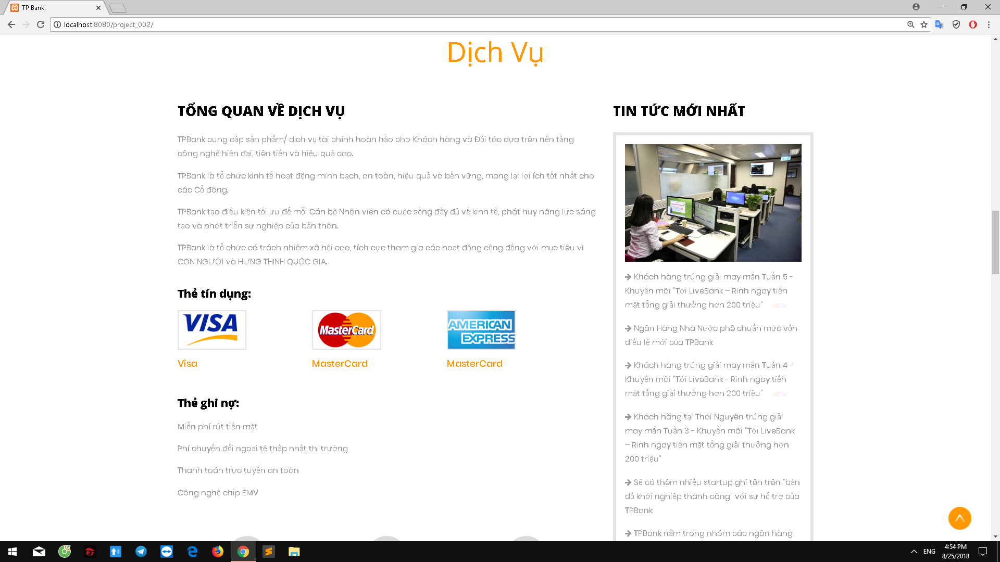 TP Bank
localhost:8080/project_002/
Dịch Vụ
TỔNG QUAN VỀ DỊCH VỤ
TPBank cung cấp sản phẩm/ dịch vụ tài chính hoàn hảo cho Khách hàng và Đối tác dựa trên nền tảng
công nghệ hiện đại, tiên tiến và hiệu quả cao.
TPBank là tổ chức kinh tế hoạt động minh bạch, an toàn, hiệu quả và bền vững, mang lại lợi ích tốt nhất cho
các Cổ đông.
TPBank tạo điều kiện tối ưu để mỗi Cán bộ Nhân viên có cuộc sống đầy đủ về kinh tế, phát huy năng lực sáng
tạo và phát triển sự nghiệp của bản thân.
TPBank là tổ chức có trách nhiệm xã hội cao, tích cực tham gia các hoạt động cộng đồng với mục tiêu vì
CON NGƯỜI và HƯNG THỊNH QUỐC GIA.
Thẻ tín dụng:
VISA
MasterCard
AMERICAN
EXPRESS
Visa
MasterCard
MasterCard
Thẻ ghi nợ:
Miễn phí rút tiền mặt
Phí chuyển đổi ngoại tệ thấp nhất thị trường
Thanh toán trực tuyến an toàn
Công nghệ chip EMV
TIN TỨC MỚI NHẤT
Khách hàng trúng giải may mắn Tuần 5 -
Khuyến mãi “Tới LiveBank – Rinh ngay tiền
mặt tổng giải thưởng hơn 200 triệu” NEW
Ngân Hàng Nhà Nước phê chuẩn mức vốn
điều lệ mới của TPBank
Khách hàng trúng giải may mắn Tuần 4 -
Khuyến mãi “Tới LiveBank - Rinh ngay tiền
mặt tổng giải thưởng hơn 200 triệu” NEW
Khách hàng tại Thái Nguyên trúng giải
may mắn Tuần 3 - Khuyến mãi “Tới LiveBank
– Rinh ngay tiền mặt tổng giải thưởng hơn
200 triệu”
Sẽ có thêm nhiều startup ghi tên trên “bản
đồ khởi nghiệp thành công” với sự hỗ trợ của
TPBank
TPBank nằm trong nhóm các ngân hàng
ENG
4:54 PM
8/25/2018